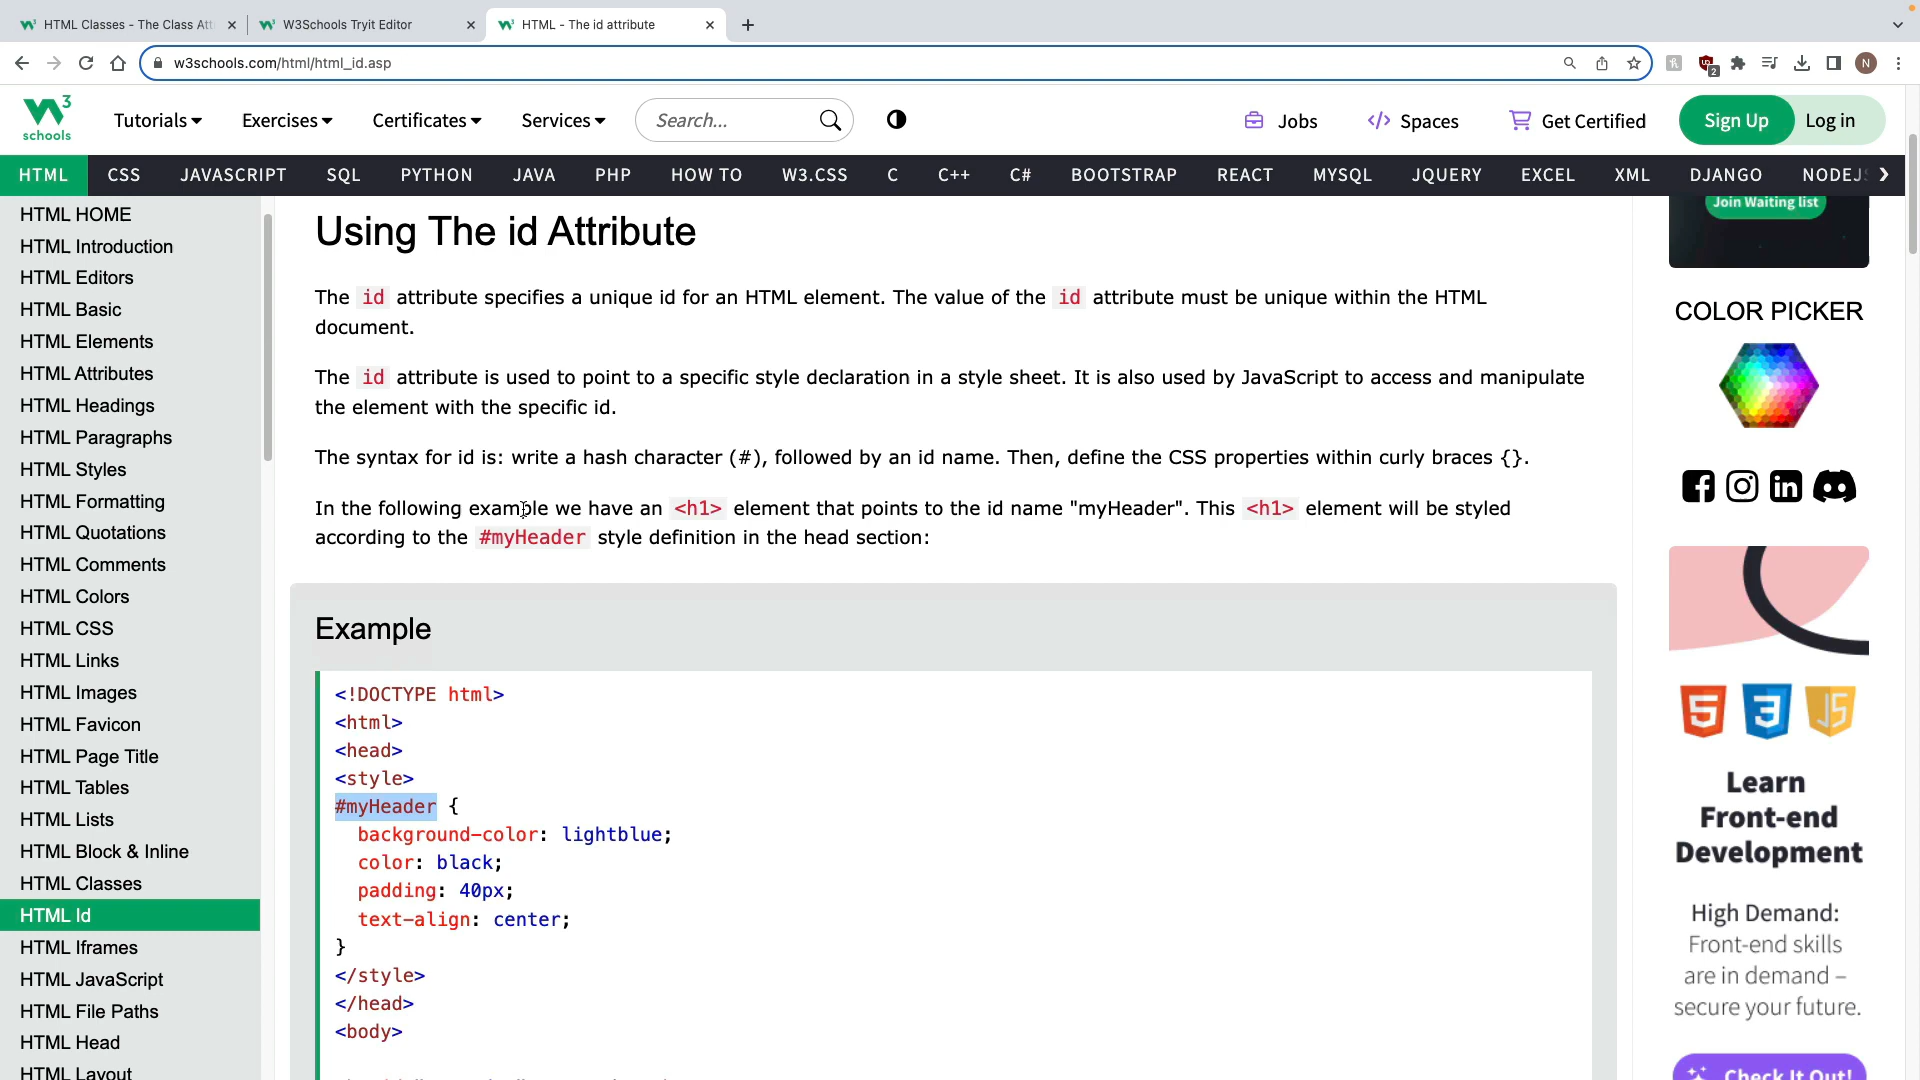 HTML Classes - The Class Att
W3Schools Tryit Editor
HTML - The id attribute
w3schools.com/html/html_id.asp
2
N
3
schools
Tutorials
Exercises
Certificates
Services
Search...
Jobs
Spaces
Get Certified
Sign Up
Log in
HTML
CSS
JAVASCRIPT
SQL
PYTHON
JAVA
PHP
HOW TO
W3.CSS
C
C++
C#
BOOTSTRAP
REACT
MYSQL
JQUERY
EXCEL
XML
DJANGO
NODEJS
HTML HOME
HTML Introduction
HTML Editors
HTML Basic
HTML Elements
HTML Attributes
HTML Headings
HTML Paragraphs
HTML Styles
HTML Formatting
HTML Quotations
HTML Comments
HTML Colors
HTML CSS
HTML Links
HTML Images
HTML Favicon
HTML Page Title
HTML Tables
HTML Lists
HTML Block & Inline
HTML Classes
HTML Id
HTML Iframes
HTML JavaScript
HTML File Paths
HTML Head
HTML Layout
Using The id Attribute
The id attribute specifies a unique id for an HTML element. The value of the id attribute must be unique within the HTML
document.
The id attribute is used to point to a specific style declaration in a style sheet. It is also used by JavaScript to access and manipulate
the element with the specific id.
The syntax for id is: write a hash character (#), followed by an id name. Then, define the CSS properties within curly braces {}.
In the following example we have an <h1> element that points to the id name "myHeader". This <h1> element will be styled
according to the #myHeader style definition in the head section:
Example
<!DOCTYPE html>
<html>
<head>
<style>
#myHeader {
background-color: lightblue;
color: black;
padding: 40px;
text-align: center;
}
</style>
</head>
<body>
Join Waiting list
COLOR PICKER
5
3
JS
Learn
Front-end
Development
High Demand:
Front-end skills
are in demand –
secure your future.
Check It Out!